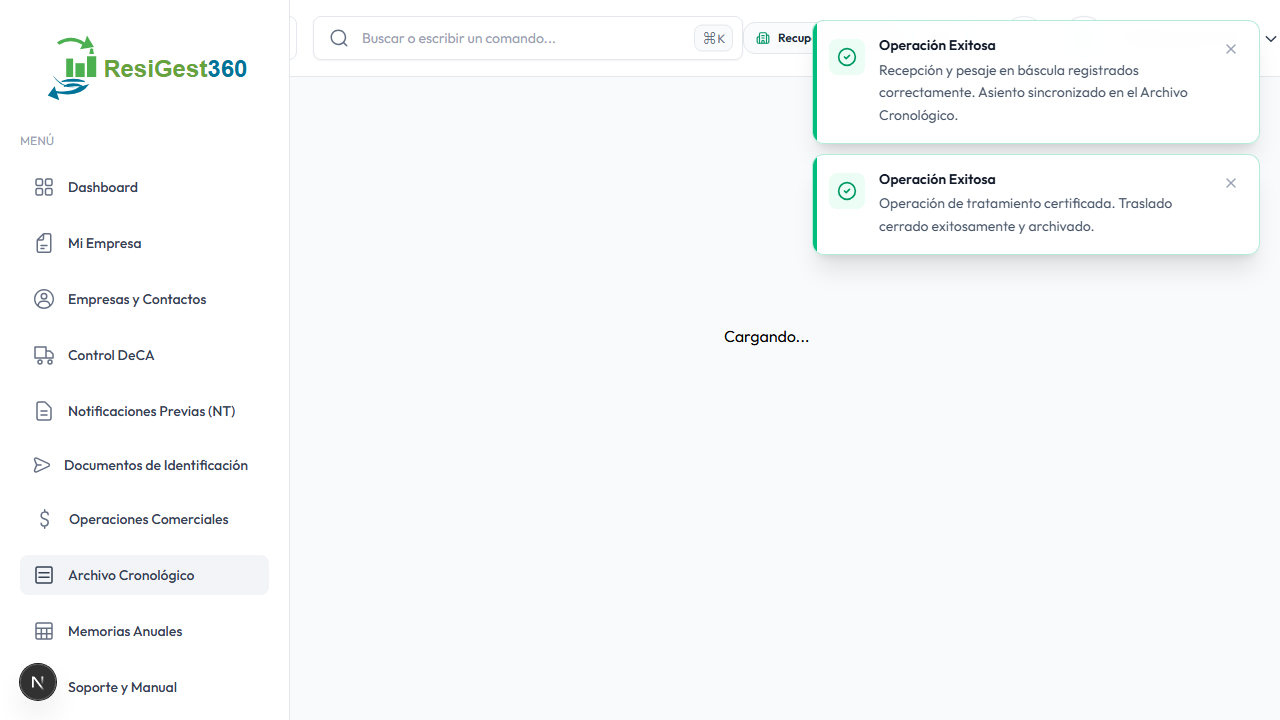 ResiGest360
MENÚ
Dashboard
Mi Empresa
Empresas y Contactos
Control DeCA
Notificaciones Previas (NT)
Documentos de Identificación
Operaciones Comerciales
Archivo Cronológico
Memorias Anuales
Soporte y Manual
N
Buscar o escribir un comando...
⌘K
Recup
Operación Exitosa
Recepción y pesaje en báscula registrados
correctamente. Asiento sincronizado en el Archivo
Cronológico.
Operación Exitosa
Operación de tratamiento certificada. Traslado
cerrado exitosamente y archivado.
Cargando...